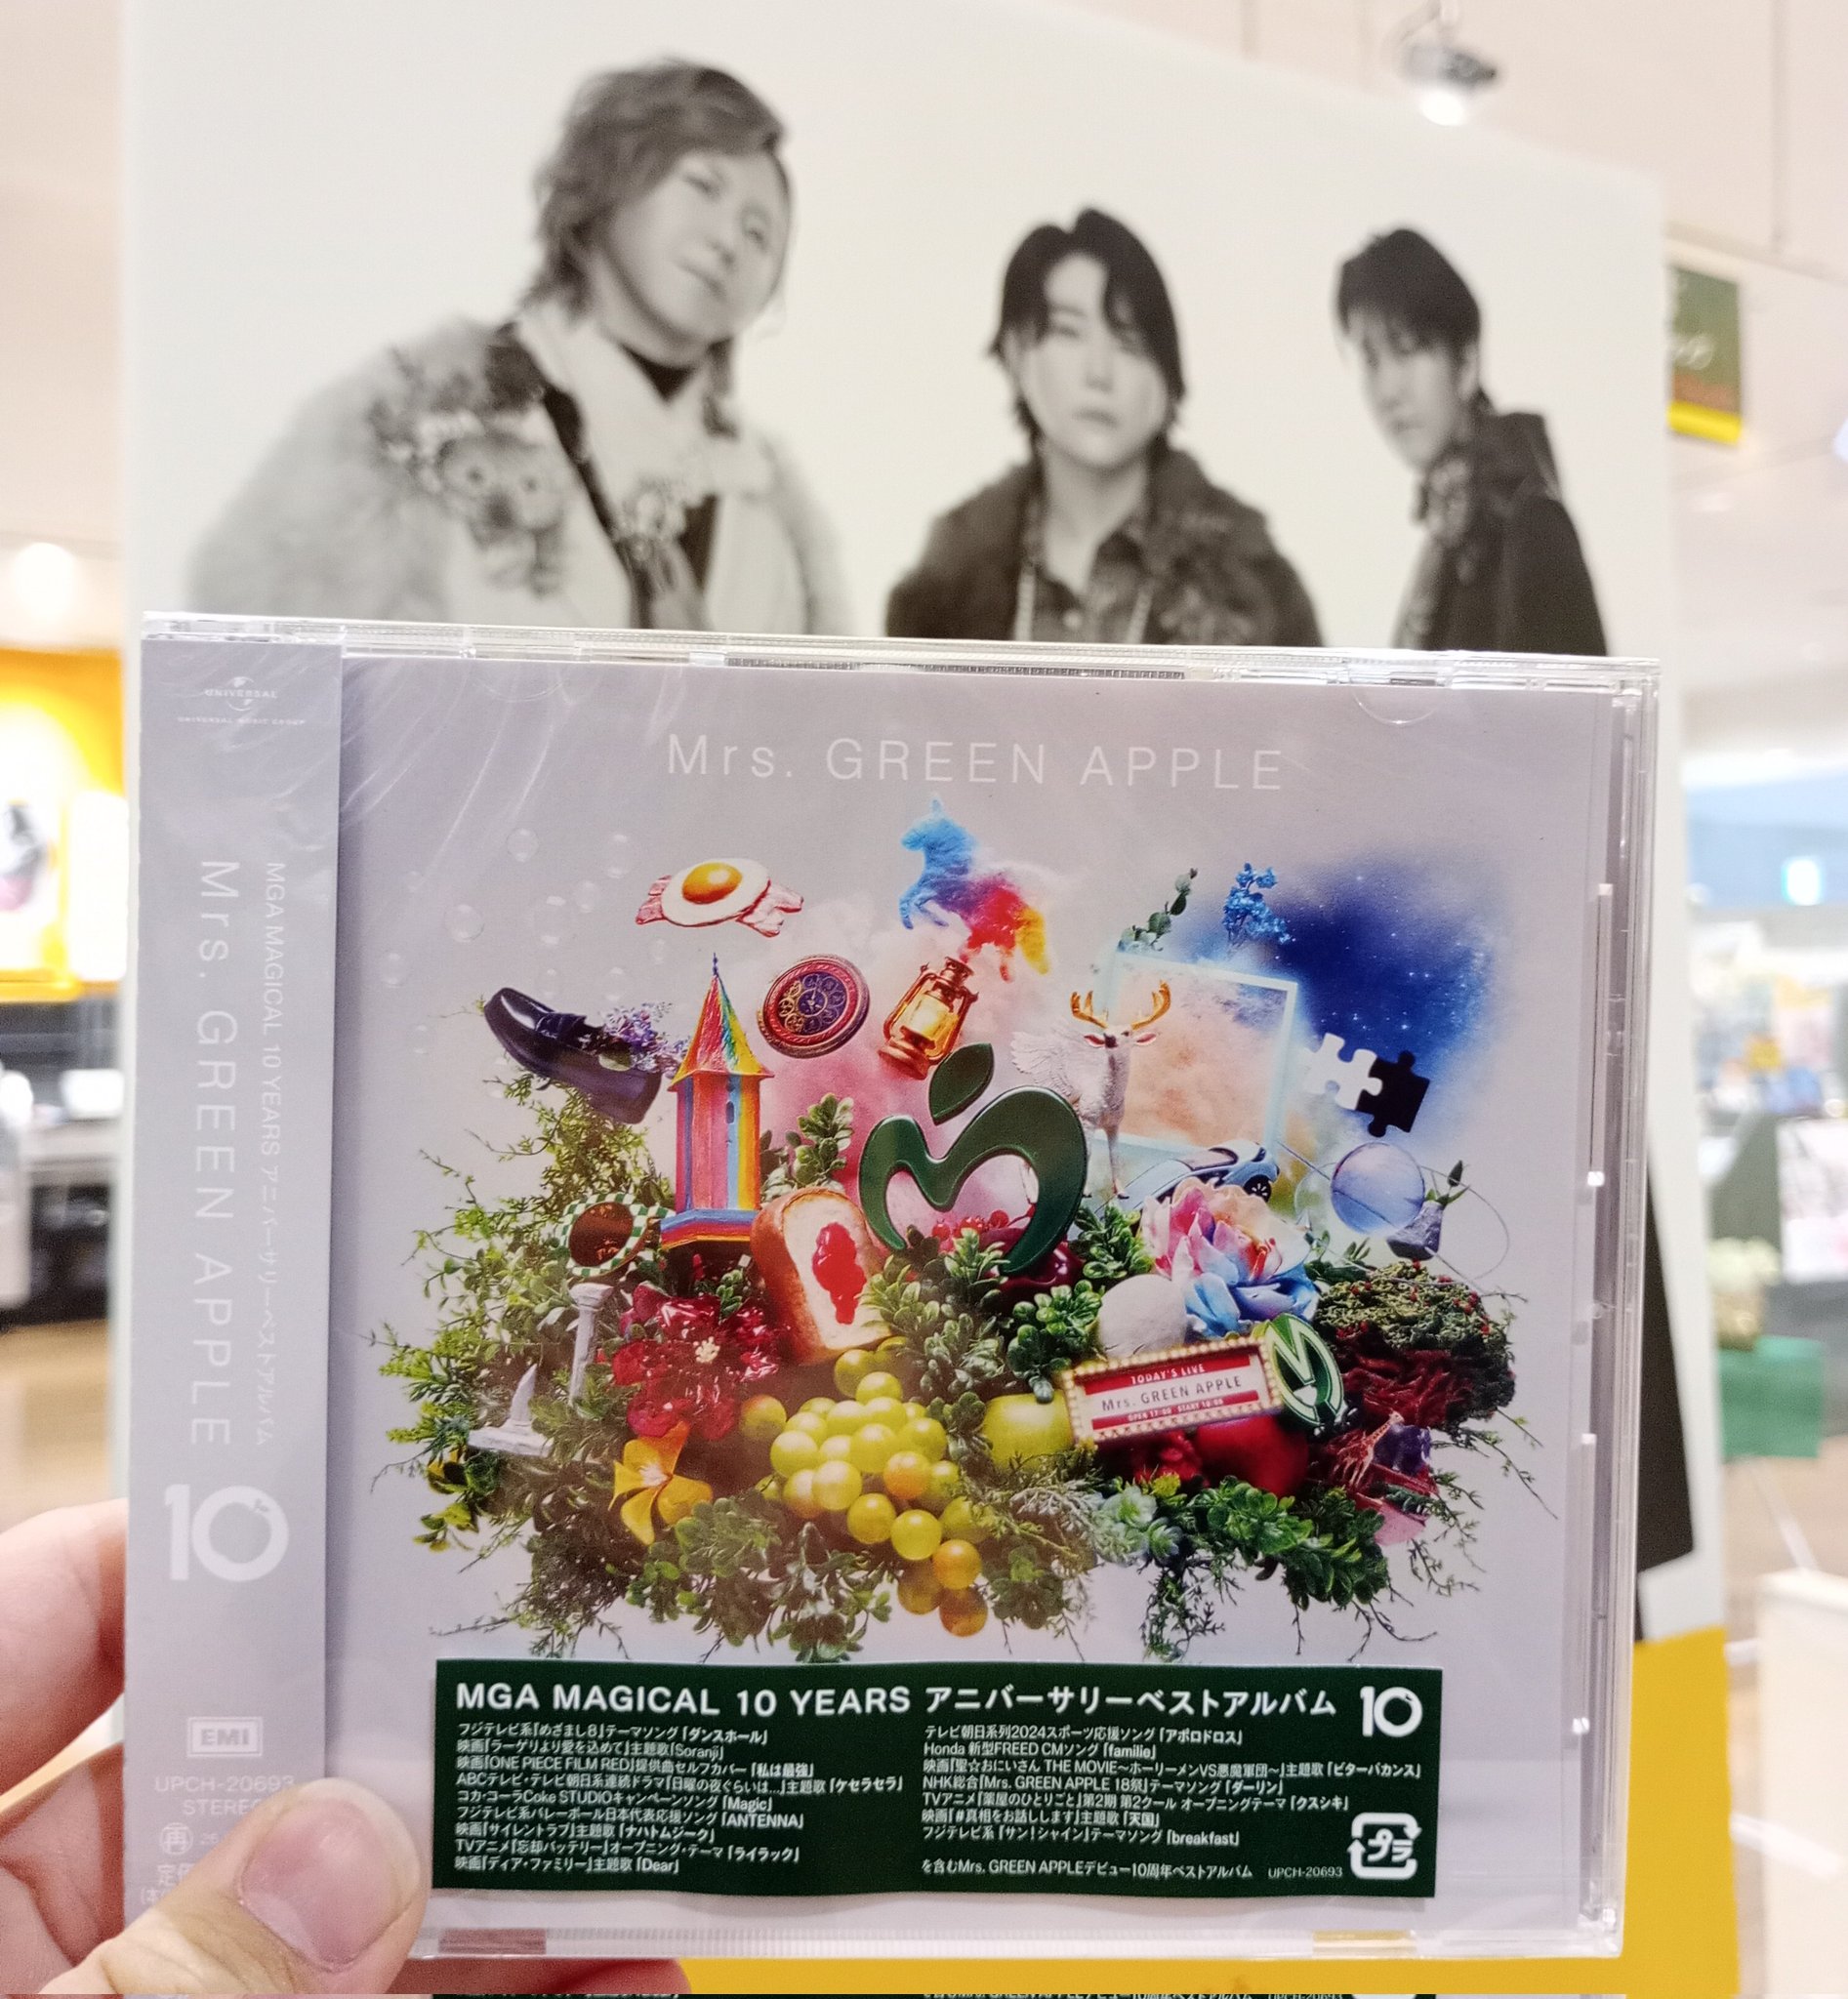 Mrs. GREEN APPLE
UNIVERSAL
UNIVERSAL MUSIC GROUP
MGA MAGICAL 10 YEARS アニバーサリーベストアルバム
Mrs. GREEN APPLE
10
EMI
UPCH-20693
STEREO
再
TODAY'S LIVE
Mrs. GREEN APPLE
OPEN 17:00 START 18:00
MGA MAGICAL 10 YEARS アニバーサリーベストアルバム 10
フジテレビ系『めざまし8』テーマソング「ダンスホール」
映画『ラーゲリより愛を込めて』主題歌「Soranji」
映画『ONE PIECE FILM RED』提供曲セルフカバー「私は最強」
ABCテレビ・テレビ朝日系連続ドラマ『日曜の夜ぐらいは...』主題歌「ケセラセラ」
コカ・コーラCoke STUDIOキャンペーンソング「Magic」
フジテレビ系バレーボール日本代表応援ソング「ANTENNA」
映画『サイレントラブ』主題歌「ナハトムジーク」
TVアニメ『忘却バッテリー』オープニング・テーマ「ライラック」
映画『ディア・ファミリー』主題歌「Dear」
テレビ朝日系列2024スポーツ応援ソング「アポロドロス」
Honda 新型FREED CMソング「familie」
映画『聖☆おにいさん THE MOVIE～ホーリーメンVS悪魔軍団～』主題歌「ビターバカンス」
NHK総合『Mrs. GREEN APPLE 18祭』テーマソング「ダーリン」
TVアニメ『薬屋のひとりごと』第2期 第2クール オープニングテーマ「クスシキ」
映画『#真相をお話しします』主題歌「天国」
フジテレビ系『サン!シャイン』テーマソング「breakfast」
を含むMrs. GREEN APPLEデビュー10周年ベストアルバム UPCH-20693
プラ